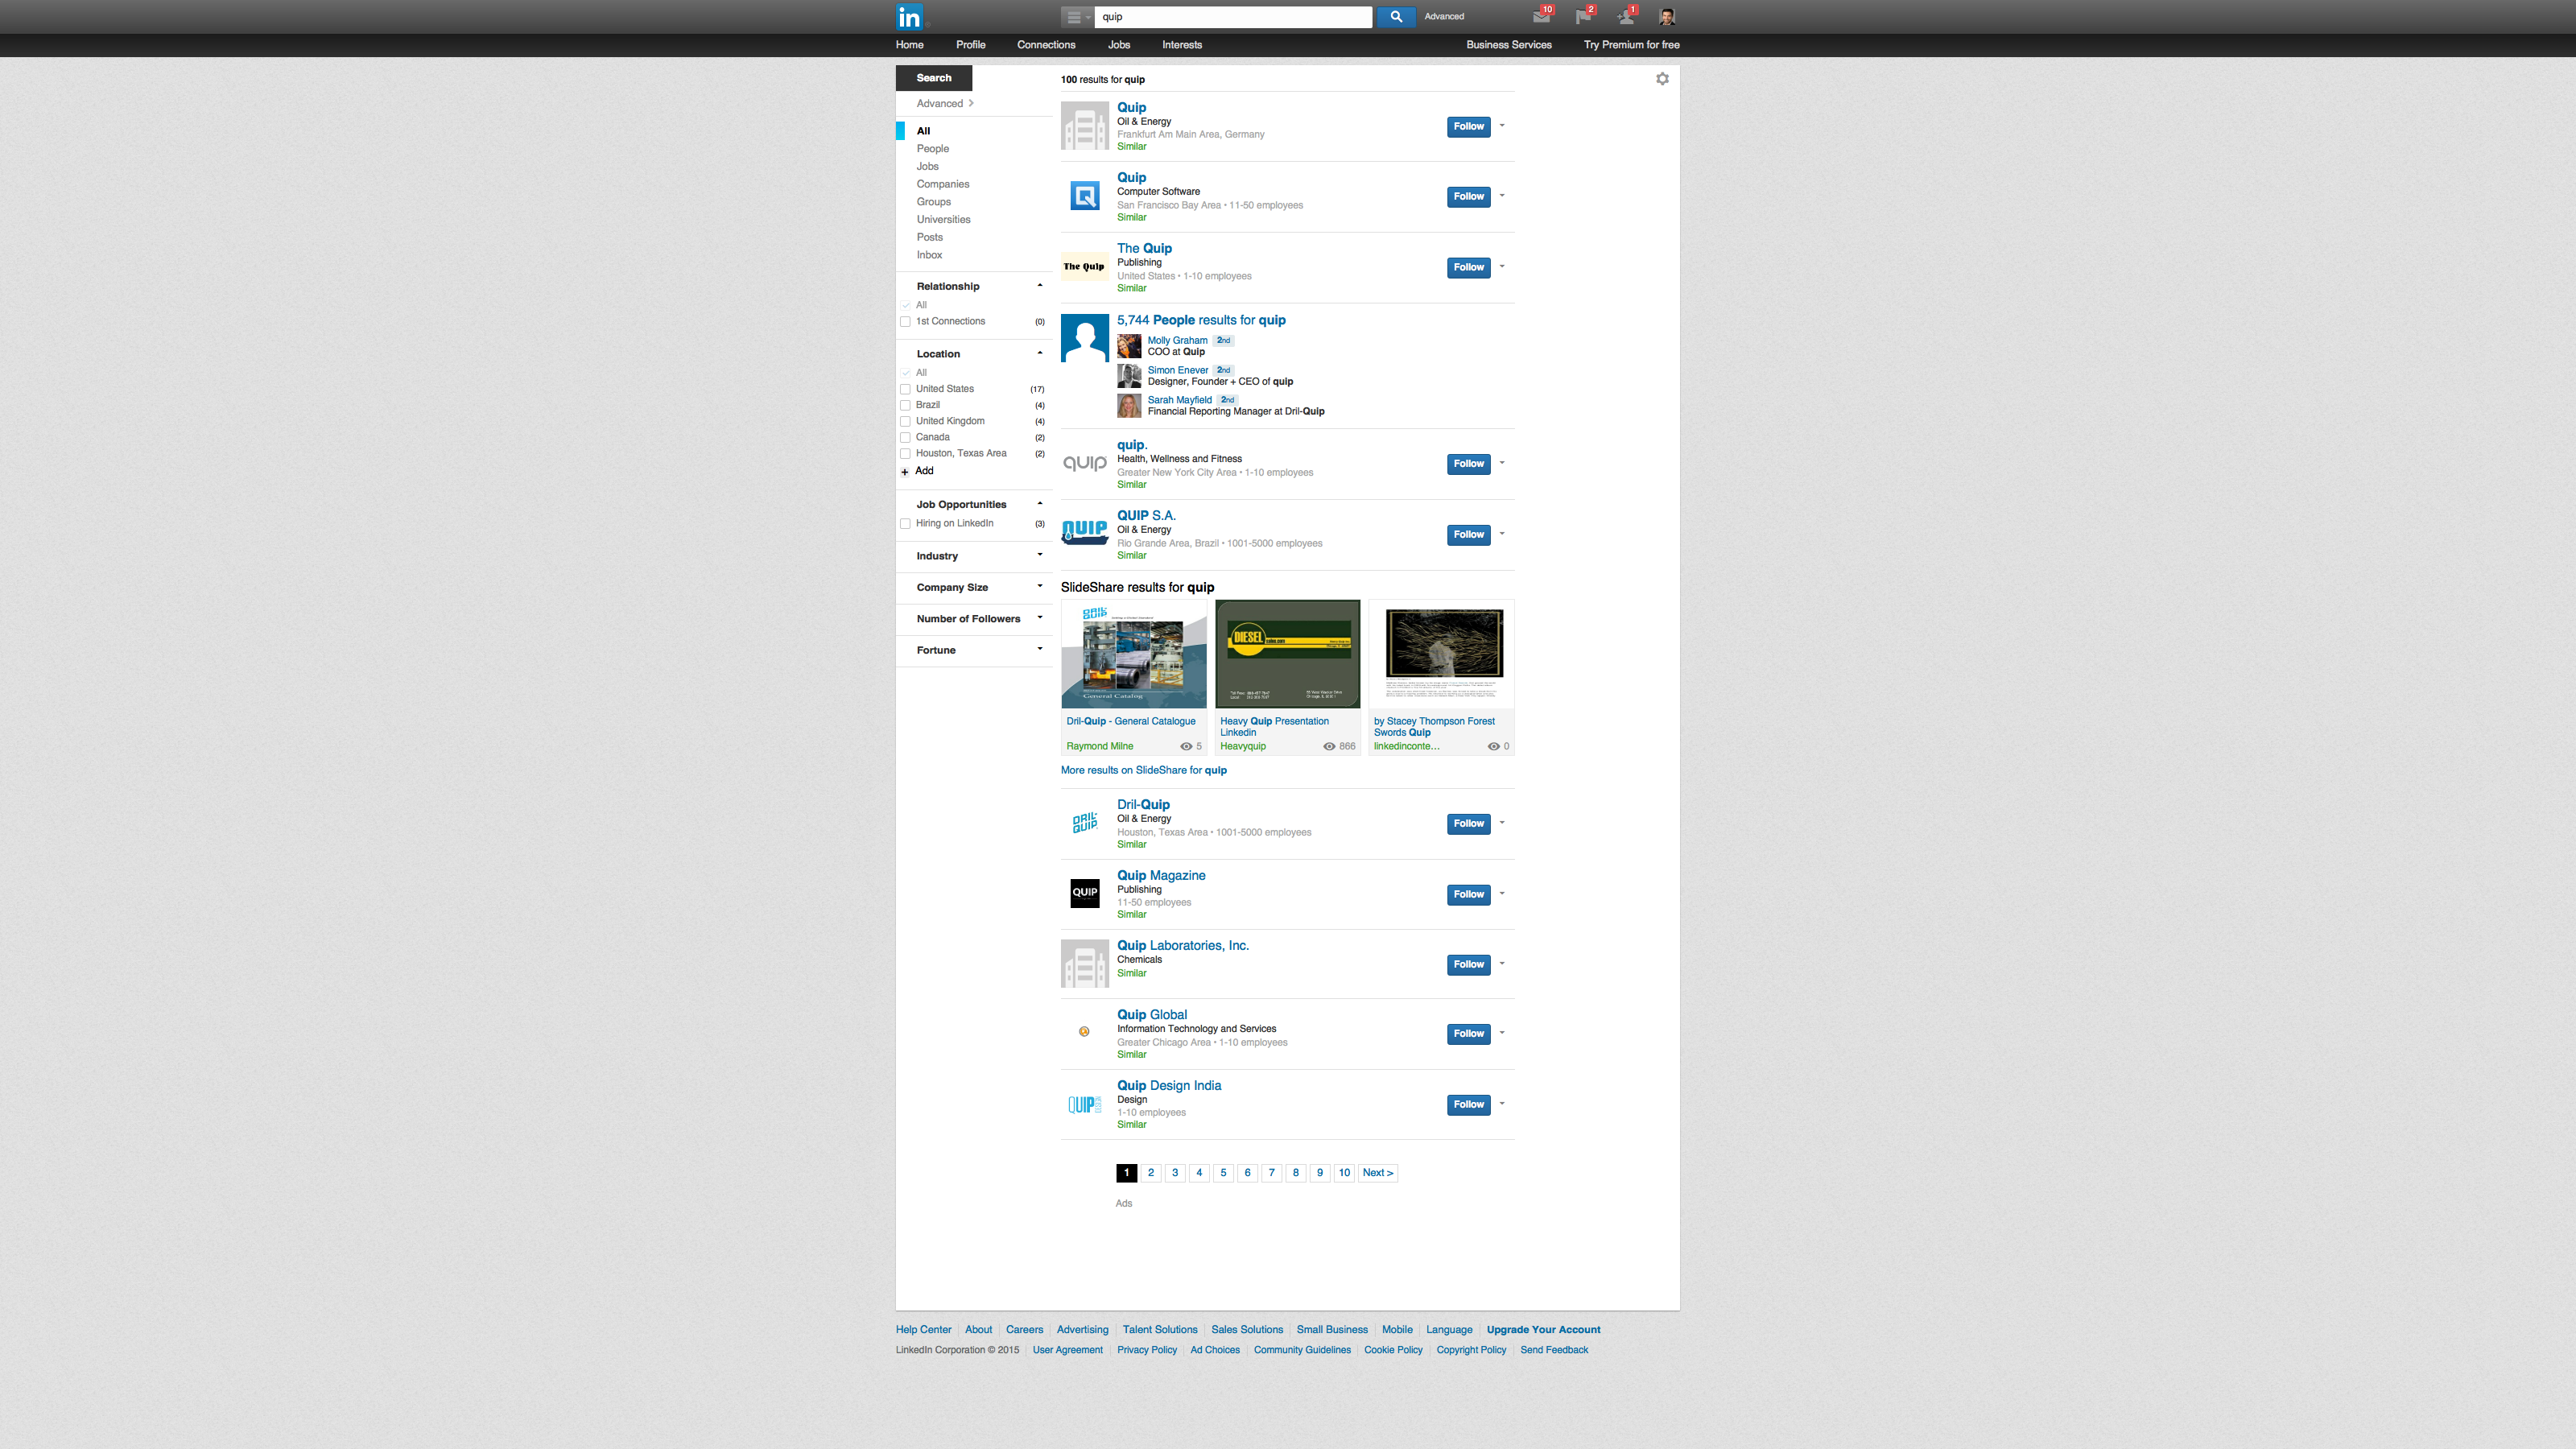 in
quip
Advanced
10
2
1
Home Profile Connections Jobs Interests Business Services Try Premium for free
Search
Advanced >
All
People
Jobs
Companies
Groups
Universities
Posts
Inbox
Relationship
All
1st Connections (0)
Location
All
United States (17)
Brazil (4)
United Kingdom (4)
Canada (2)
Houston, Texas Area (2)
+ Add
Job Opportunities
Hiring on LinkedIn (3)
Industry
Company Size
Number of Followers
Fortune
100 results for quip
Quip
Oil & Energy
Frankfurt Am Main Area, Germany
Similar
Follow
Quip
Computer Software
San Francisco Bay Area • 11-50 employees
Similar
Follow
The Quip
The Quip
Publishing
United States • 1-10 employees
Similar
Follow
5,744 People results for quip
Molly Graham 2nd
COO at Quip
Simon Enever 2nd
Designer, Founder + CEO of quip
Sarah Mayfield 2nd
Financial Reporting Manager at Dril-Quip
quip
quip.
Health, Wellness and Fitness
Greater New York City Area • 1-10 employees
Similar
Follow
QUIP
QUIP S.A.
Oil & Energy
Rio Grande Area, Brazil • 1001-5000 employees
Similar
Follow
SlideShare results for quip
DRIL-QUIP
General Catalog
Dril-Quip - General Catalogue
Raymond Milne 5
DIESEL
Heavy Quip Presentation
Linkedin
Heavyquip 866
by Stacey Thompson Forest
Swords Quip
linkedinconte... 0
More results on SlideShare for quip
DRIL-QUIP
Dril-Quip
Oil & Energy
Houston, Texas Area • 1001-5000 employees
Similar
Follow
QUIP
Quip Magazine
Publishing
11-50 employees
Similar
Follow
Quip Laboratories, Inc.
Chemicals
Similar
Follow
Quip Global
Information Technology and Services
Greater Chicago Area • 1-10 employees
Similar
Follow
QUIP DESIGN
Quip Design India
Design
1-10 employees
Similar
Follow
1 2 3 4 5 6 7 8 9 10 Next >
Ads
Help Center About Careers Advertising Talent Solutions Sales Solutions Small Business Mobile Language Upgrade Your Account
LinkedIn Corporation © 2015 User Agreement Privacy Policy Ad Choices Community Guidelines Cookie Policy Copyright Policy Send Feedback